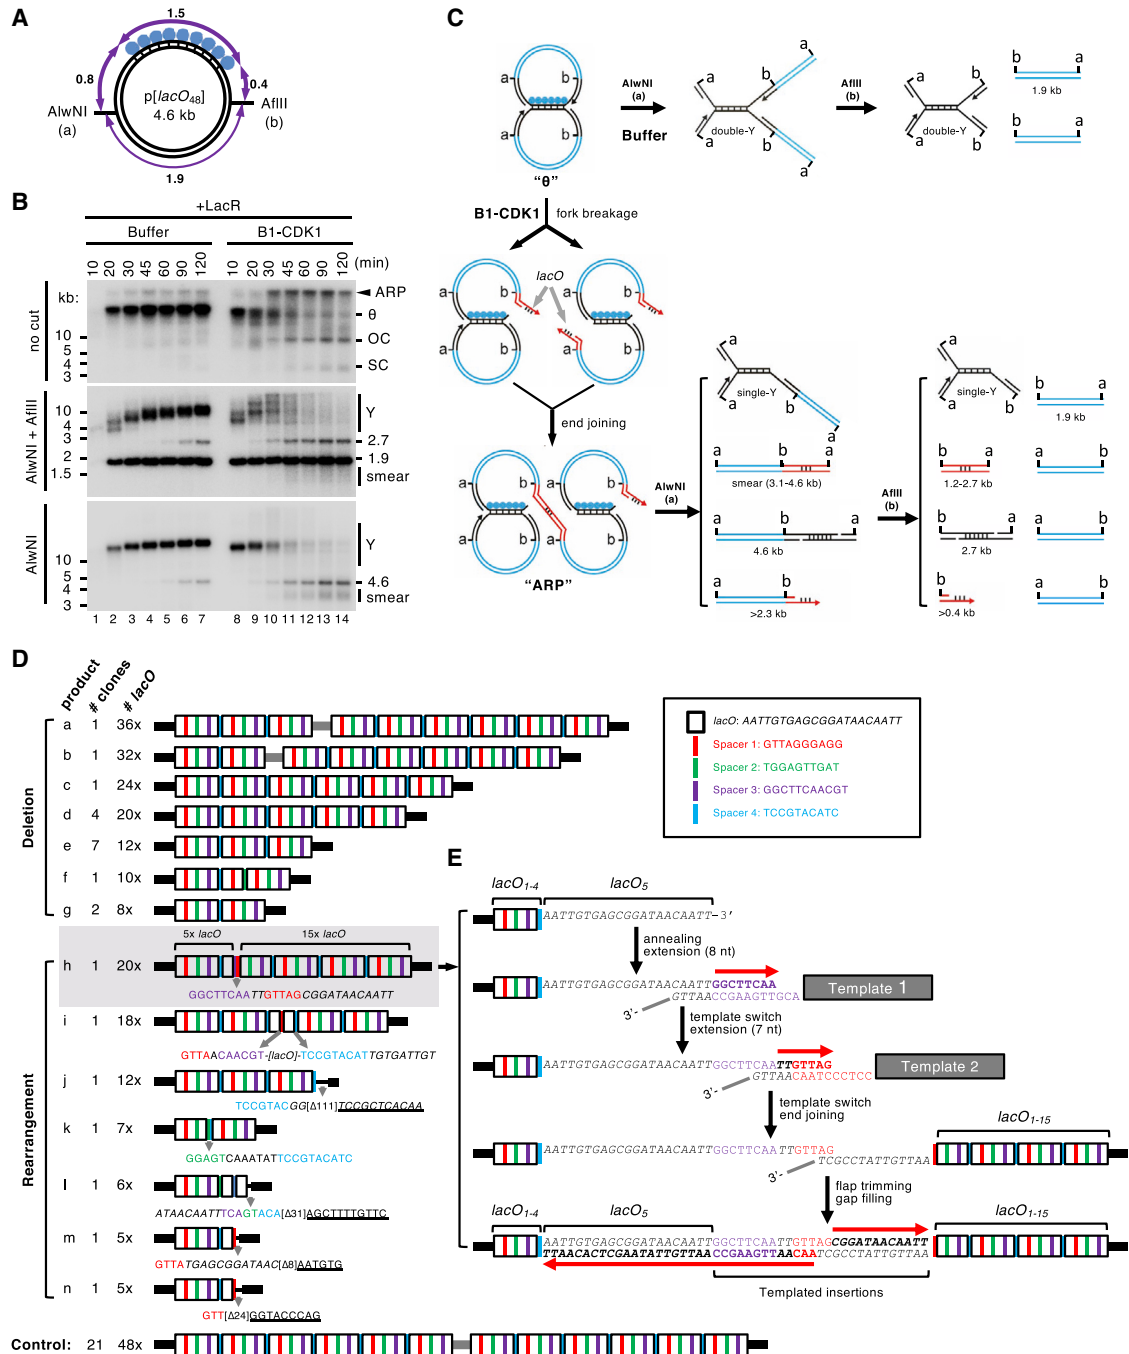 A
1.5
0.8
0.4
p[lacO48]
4.6 kb
AlwNI
(a)
AflII
(b)
1.9
B
+LacR
Buffer
B1-CDK1
10 20 30 45 60 90 120 10 20 30 45 60 90 120 (min)
kb:
no cut
10
5
4
3
ARP
θ
OC
SC
AlwNI + AflII
10
5
4
3
2
1.5
Y
2.7
1.9
smear
AlwNI
10
5
4
3
Y
4.6
smear
1 2 3 4 5 6 7 8 9 10 11 12 13 14
C
a b
a b
"θ"
AlwNI
(a)
Buffer
a
a b
double-Y
a b
a
AflII
(b)
a b
double-Y
a b
b a
1.9 kb
b a
B1-CDK1 fork breakage
lacO
a b b
a b a b
end joining
a b a b
a b a b
"ARP"
AlwNI
(a)
a
single-Y
a b
a
a b a
smear (3.1-4.6 kb)
a b a
4.6 kb
a b
>2.3 kb
AflII
(b)
a
single-Y
a b
b a
1.9 kb
b a
1.2-2.7 kb
a b
b a
2.7 kb
a b
b
>0.4 kb
a b
D
product
# clones
# lacO
Deletion
a 1 36x
b 1 32x
c 1 24x
d 4 20x
e 7 12x
f 1 10x
g 2 8x
Rearrangement
5x lacO 15x lacO
h 1 20x
GGCTTCAATTGTTAGCGGATAACAATT
i 1 18x
GTTAACAACGT-[lacO]-TCCGTACATTGTGATTGT
j 1 12x
TCCGTACGG[Δ111]TCCGCTCACAA
k 1 7x
GGAGTCAAATATTCCGTACATC
l 1 6x
ATAACAATTTCAGTACA[Δ31]AGCTTTTGTTC
m 1 5x
GTTATGAGCGGATAAC[Δ8]AATGTG
n 1 5x
GTT[Δ24]GGTACCCAG
Control: 21 48x
lacO: AATTGTGAGCGGATAACAATT
Spacer 1: GTTAGGGAGG
Spacer 2: TGGAGTTGAT
Spacer 3: GGCTTCAACGT
Spacer 4: TCCGTACATC
E
lacO1-4 lacO5
AATTGTGAGCGGATAACAATT-3'
annealing
extension (8 nt)
AATTGTGAGCGGATAACAATTGGCTTCAA
3'- GTTAACCGAAGTTGCA Template 1
template switch
extension (7 nt)
AATTGTGAGCGGATAACAATTGGCTTCAATTGTTAG
3'- GTTAACAATCCCTCC Template 2
template switch
end joining
lacO1-15
AATTGTGAGCGGATAACAATTGGCTTCAATTGTTAG
3'- TCGCCTATTGTTAA
flap trimming
gap filling
lacO1-4 lacO5 lacO1-15
AATTGTGAGCGGATAACAATTGGCTTCAATTGTTAGCGGATAACAATT
TTAACACTCGAATATTGTTAACCGAAGTTAACAATCGCCTATTGTTAA
Templated insertions